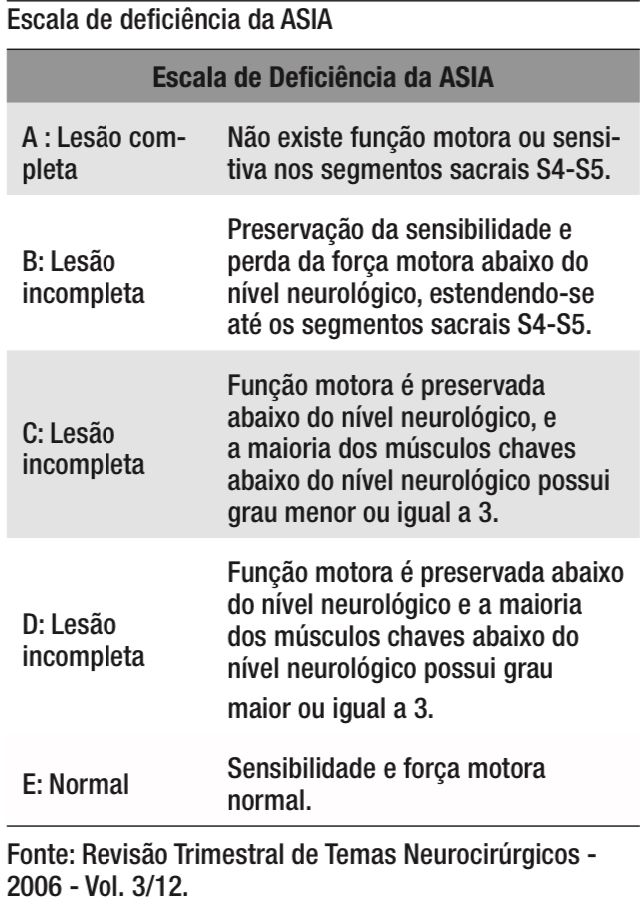 Escala de deficiência da ASIA
Escala de Deficiência da ASIA
A : Lesão com-
pleta
Não existe função motora ou sensi-
tiva nos segmentos sacrais S4-S5.
B: Lesão
incompleta
Preservação da sensibilidade e
perda da força motora abaixo do
nível neurológico, estendendo-se
até os segmentos sacrais S4-S5.
C: Lesão
incompleta
Função motora é preservada
abaixo do nível neurológico, e
a maioria dos músculos chaves
abaixo do nível neurológico possui
grau menor ou igual a 3.
D: Lesão
incompleta
Função motora é preservada abaixo
do nível neurológico e a maioria
dos músculos chaves abaixo do
nível neurológico possui grau
maior ou igual a 3.
E: Normal
Sensibilidade e força motora
normal.
Fonte: Revisão Trimestral de Temas Neurocirúrgicos -
2006 - Vol. 3/12.